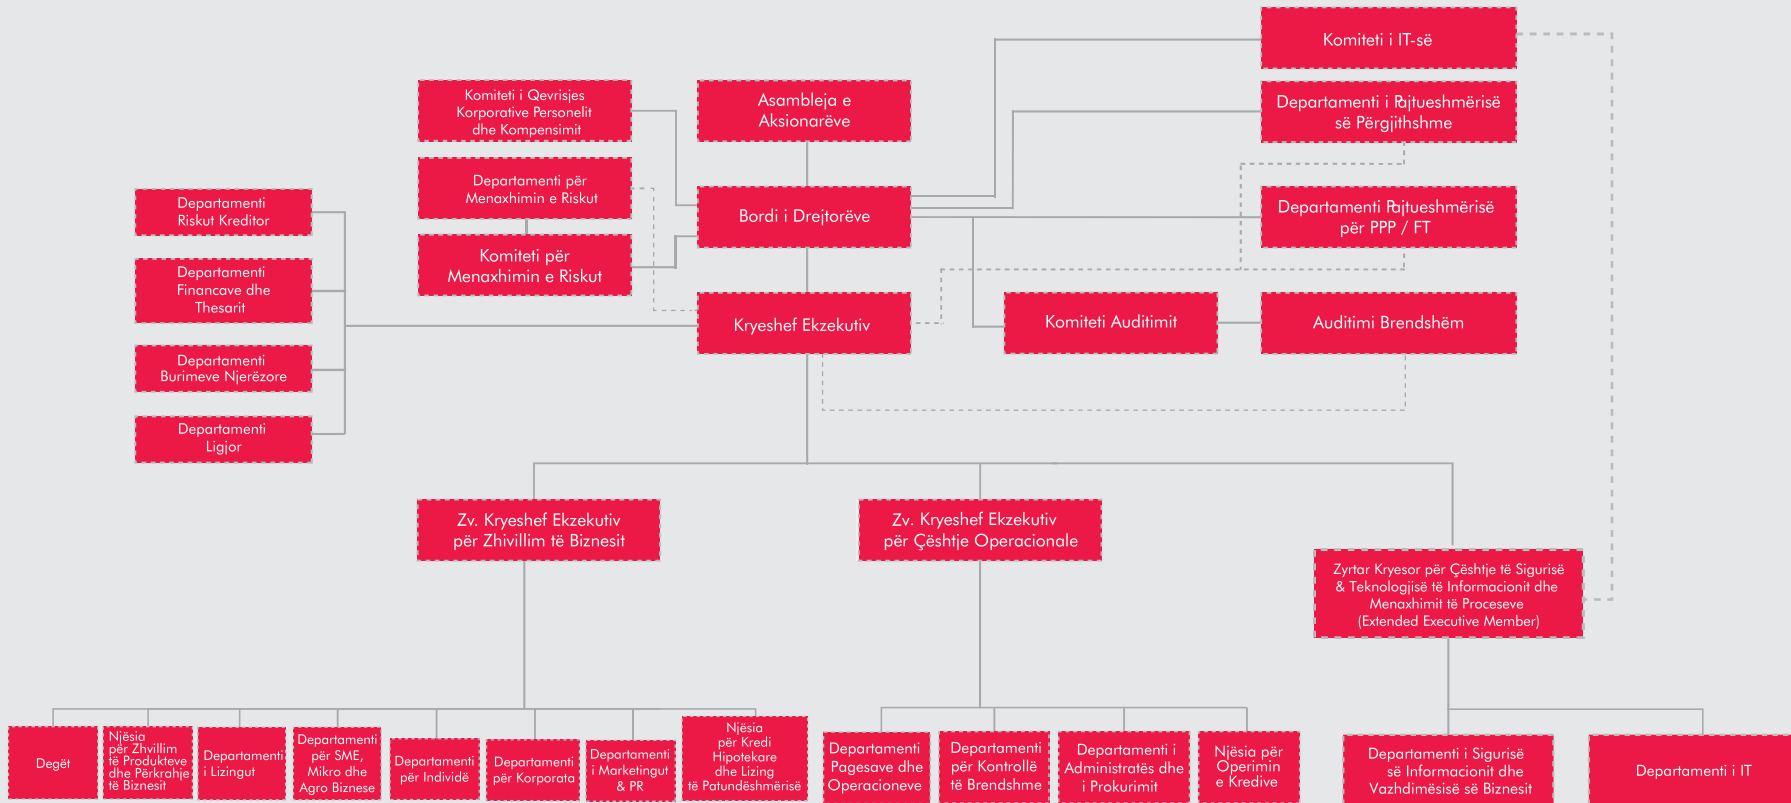 Komiteti i IT-së
Komiteti i Qevrisjes
Korporative Personelit
dhe Kompensimit
Asambleja e
Aksionarëve
Departamenti i Pajtueshmërisë
së Përgjithshme
Departamenti për
Menaxhimin e Riskut
Bordi i Drejtorëve
Departamenti Pajtueshmërisë
për PPP / FT
Departamenti
Riskut Kreditor
Komiteti për
Menaxhimin e Riskut
Departamenti
Financave dhe
Thesarit
Kryeshef Ekzekutiv
Komiteti Auditimit
Auditimi Brendshëm
Departamenti
Burimeve Njerëzore
Departamenti
Ligjor
Zv. Kryeshef Ekzekutiv
për Zhivillim të Biznesit
Zv. Kryeshef Ekzekutiv
për Çështje Operacionale
Zyrtar Kryesor për Çështje të Sigurisë
& Teknologjisë të Informacionit dhe
Menaxhimit të Proceseve
(Extended Executive Member)
Degët
Njësia
për Zhvillim
të Produkteve
dhe Përkrahje
të Biznesit
Departamenti
i Lizingut
Departamenti
për SME,
Mikro dhe
Agro Biznese
Departamenti
për Individë
Departamenti
për Korporata
Departamenti
i Marketingut
& PR
Njësia
për Kredi
Hipotekare
dhe Lizing
të Patundëshmërisë
Departamenti
Pagesave dhe
Operacioneve
Departamenti
për Kontrollë
të Brendshme
Departamenti i
Administratës dhe
i Prokurimit
Njësia për
Operimin
e Kredive
Departamenti i Sigurisë
së Informacionit dhe
Vazhdimësisë së Biznesit
Departamenti i IT